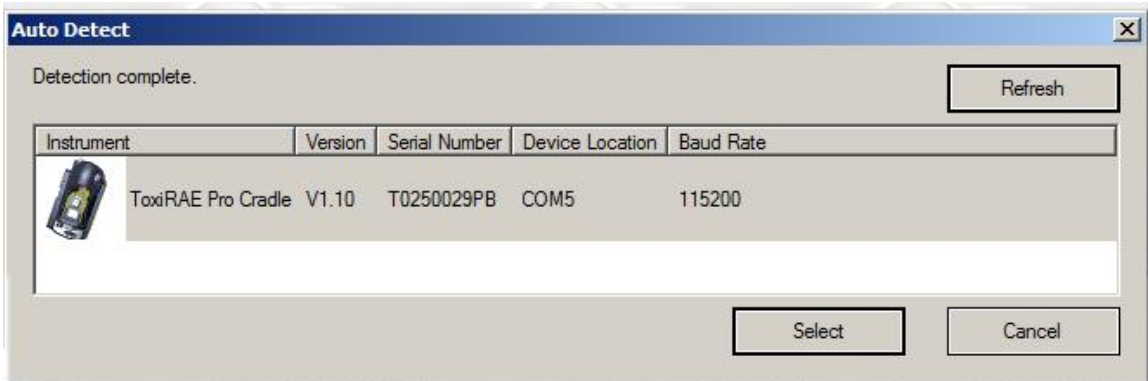 Auto Detect
Detection complete.
Refresh
Instrument Version Serial Number Device Location Baud Rate
ToxiRAE Pro Cradle V1.10 T0250029PB COM5 115200
Select Cancel